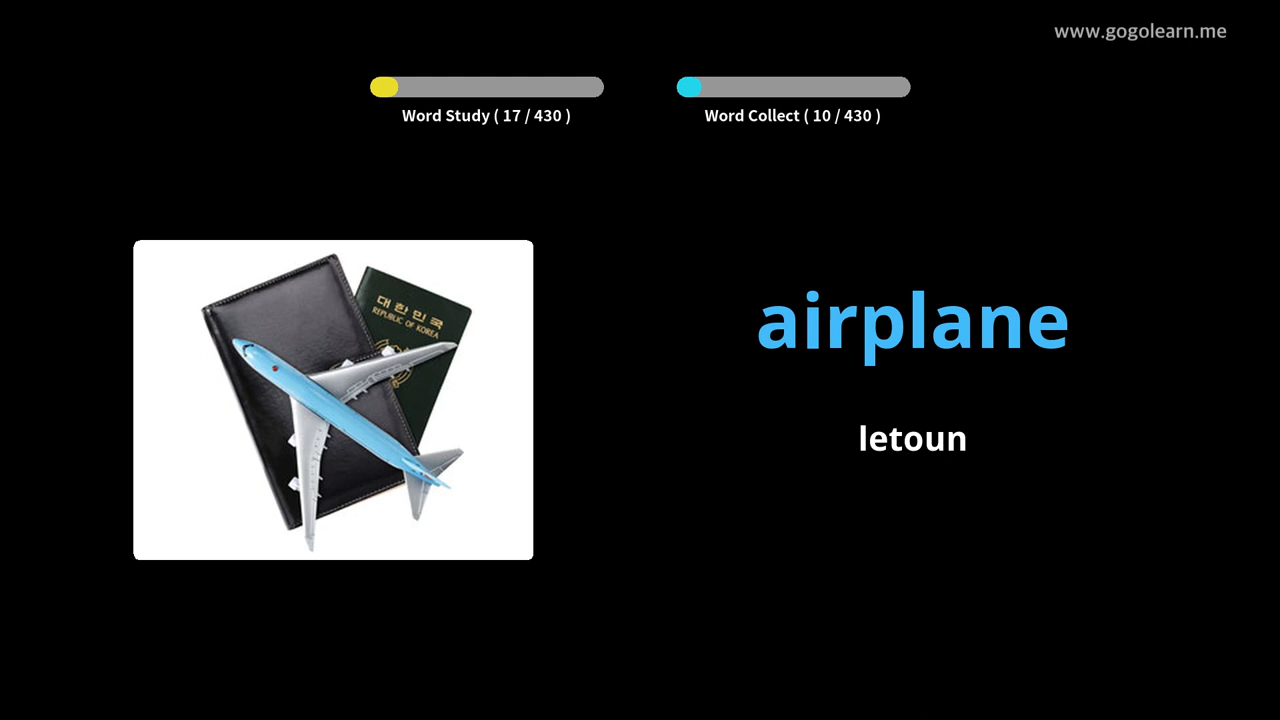 www.gogolearn.me
Word Study ( 17 / 430 )
Word Collect ( 10 / 430 )
대한민국
REPUBLIC OF KOREA
airplane
letoun